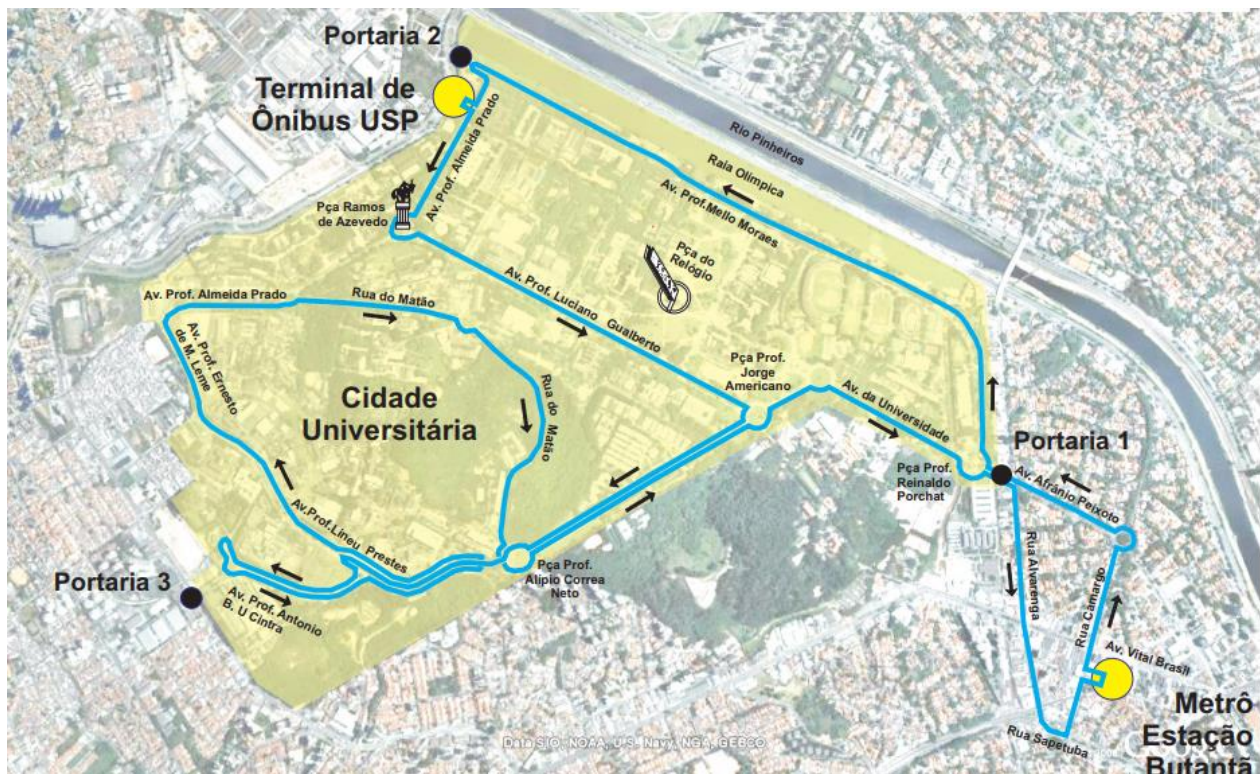 Portaria 2
Terminal de
Ônibus USP
Av. Prof. Almeida Prado
Pça Ramos
de Azevedo
Rio Pinheiros
Raia Olímpica
Av. Prof.Mello Moraes
Pça do
Relógio
Av. Prof. Luciano Gualberto
Av. Prof. Almeida Prado
Rua do Matão
Av. Prof. Ernesto
de M. Leme
Cidade
Universitária
Rua do Matão
Pça Prof.
Jorge
Americano
Av. da Universidade
Portaria 1
Pça Prof.
Reinaldo
Porchat
Av. Afrânio Peixoto
Av.Prof.Lineu Prestes
Portaria 3
Av. Prof. Antonio
B. U Cintra
Pça Prof.
Alípio Correa
Neto
Rua Alvarenga
Rua Camargo
Av. Vital Brasil
Rua Sapetuba
Metrô
Estação
Butantã
Data SIO, NOAA, U.S. Navy, NGA, GEBCO